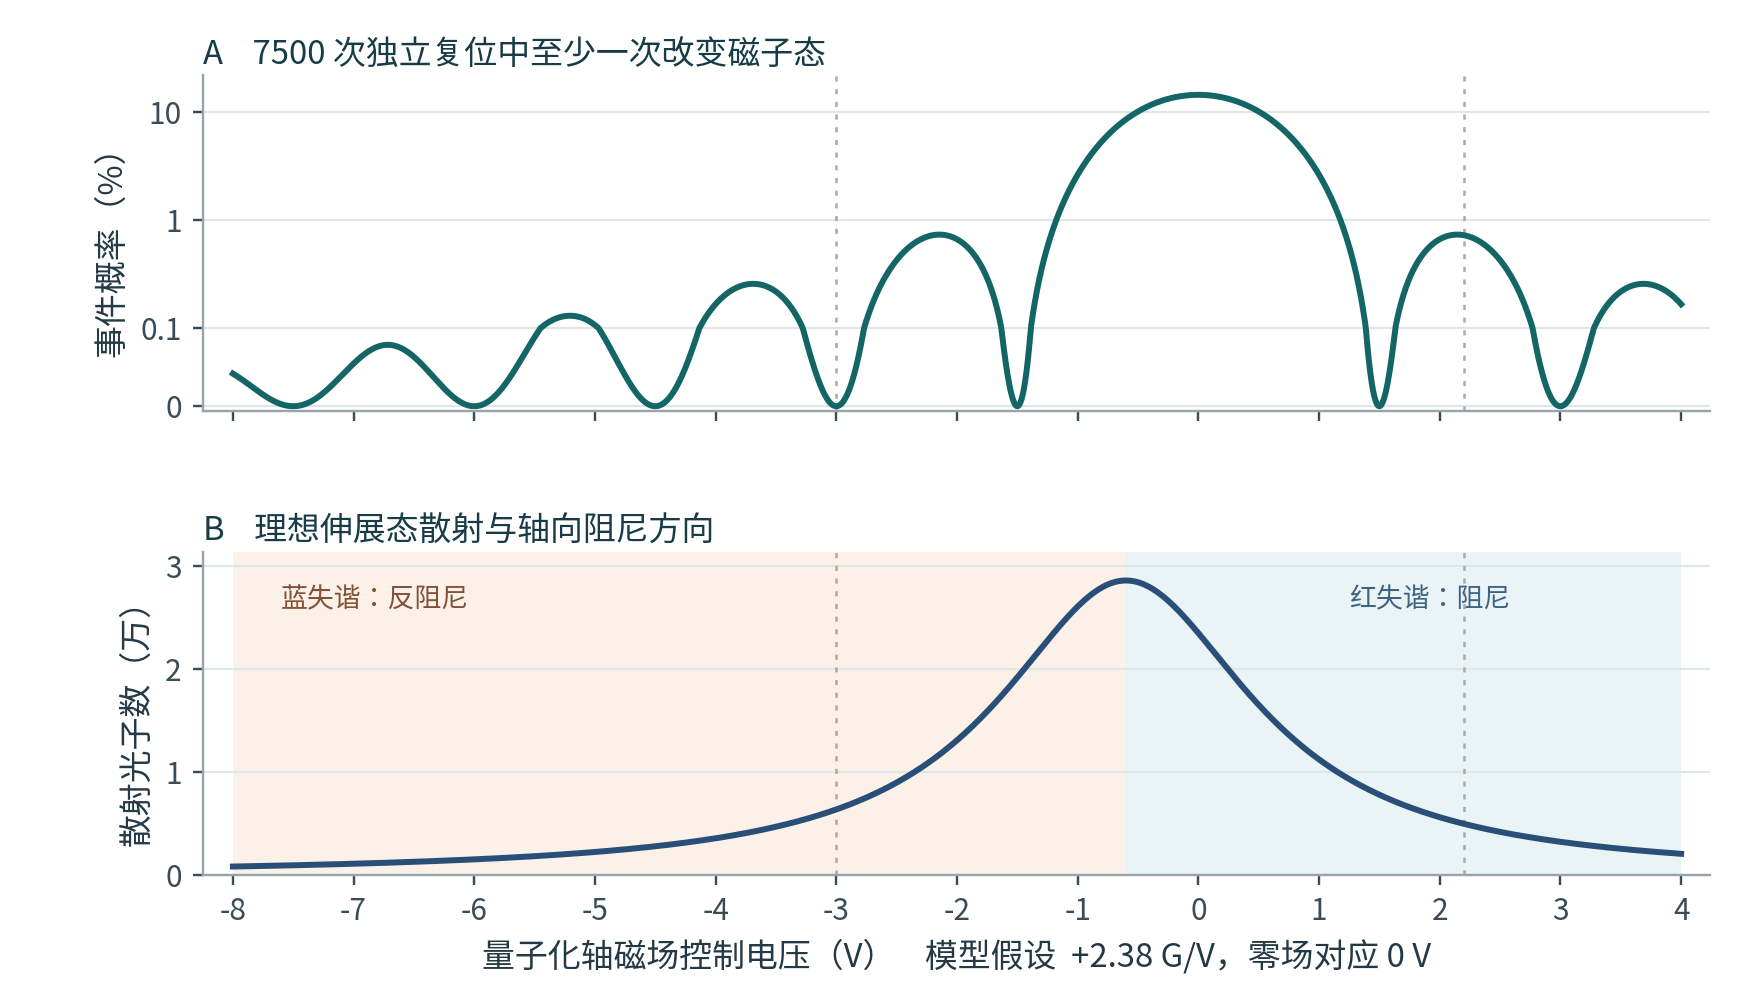 A 7500 次独立复位中至少一次改变磁子态
事件概率（%）
10
1
0.1
0
B 理想伸展态散射与轴向阻尼方向
蓝失谐：反阻尼
红失谐：阻尼
散射光子数（万）
3
2
1
0
-8 -7 -6 -5 -4 -3 -2 -1 0 1 2 3 4
量子化轴磁场控制电压（V） 模型假设 +2.38 G/V，零场对应 0 V